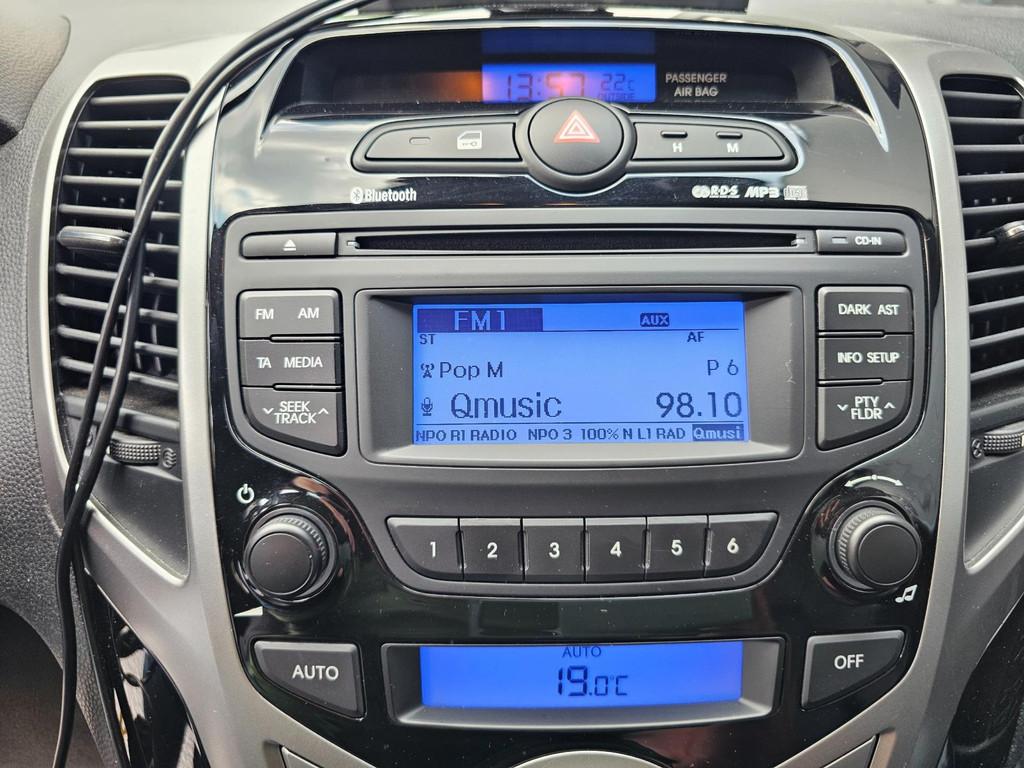 13:57 22°C
OUTSIDE
PASSENGER
AIR BAG
H M
Bluetooth
R·D·S MP3
CD-IN
FM AM
TA MEDIA
SEEK
TRACK
FM1 AUX
ST AF
Pop M P 6
Qmusic 98.10
NPO R1 RADIO NPO 3 100% N L1 RAD Qmusi
DARK AST
INFO SETUP
PTY
FLDR
1 2 3 4 5 6
AUTO
AUTO
19.0°C
OFF